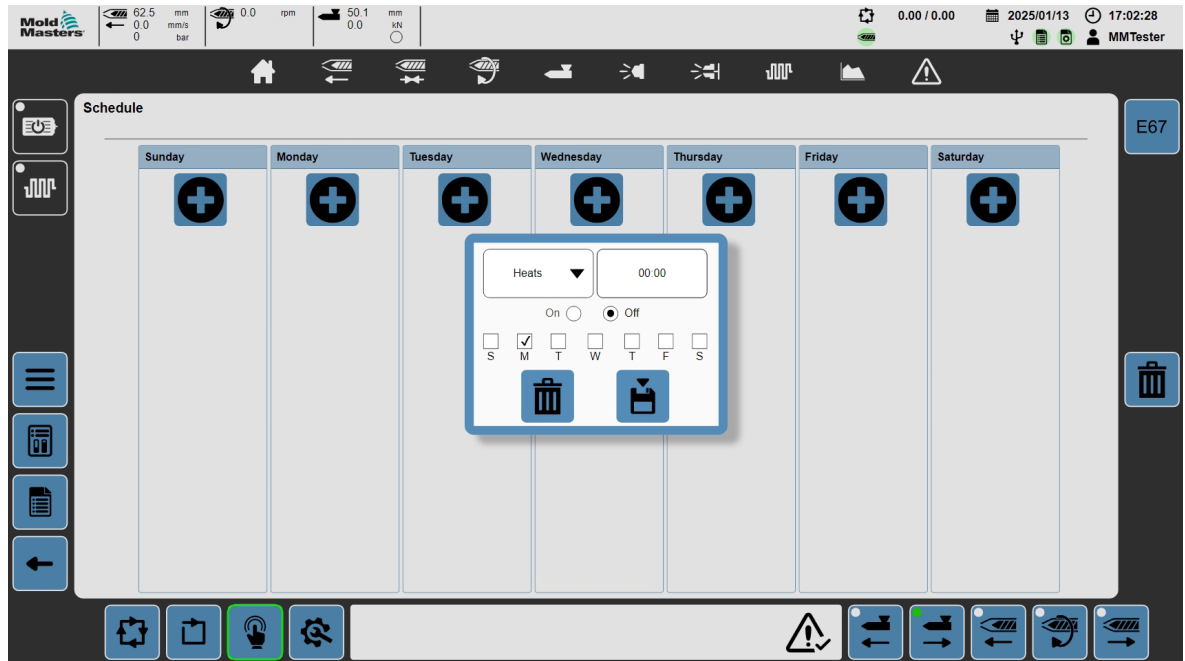 Mold
Masters
62.5 mm
0.0 mm/s
0 bar
0.0 rpm
50.1 mm
0.0 kN
0.00 / 0.00
2025/01/13
17:02:28
MMTester
Schedule
E67
Sunday
Monday
Tuesday
Wednesday
Thursday
Friday
Saturday
Heats
00:00
On
Off
S M T W T F S